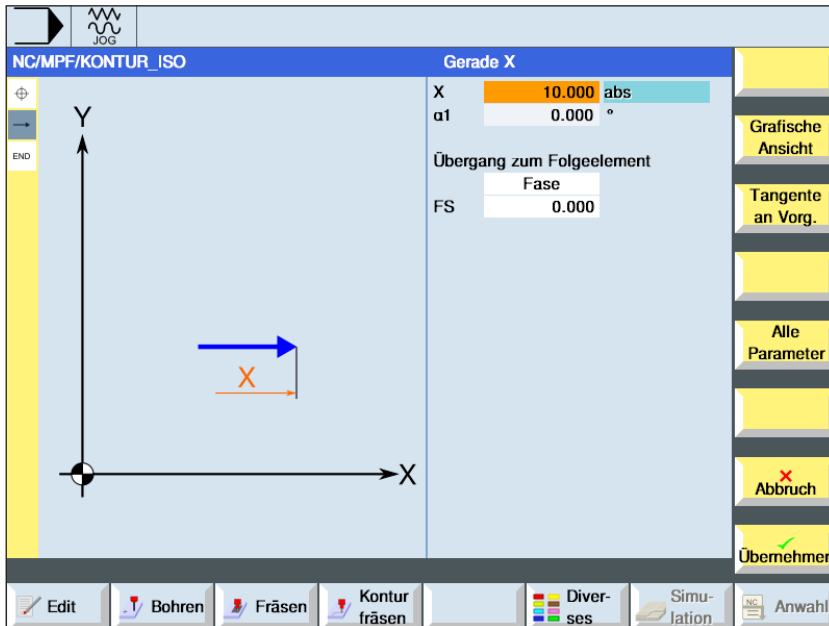 JOG
NC/MPF/KONTUR_ISO
Gerade X
X 10.000 abs
α1 0.000 °
Übergang zum Folgeelement
Fase
FS 0.000
END
Y
X
X
Grafische
Ansicht
Tangente
an Vorg.
Alle
Parameter
Abbruch
Übernehmen
Edit
Bohren
Fräsen
Kontur
fräsen
Diver-
ses
Simu-
lation
NC
Anwahl